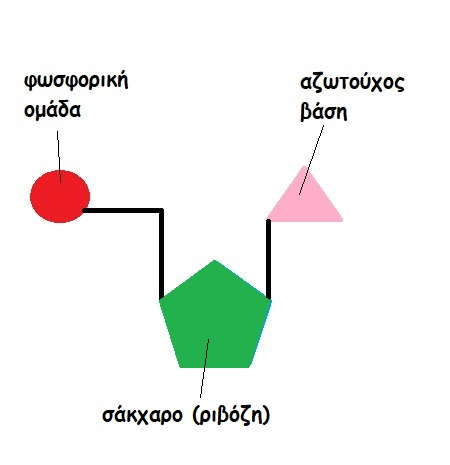 φωσφορική
ομάδα
αζωτούχος
βάση
σάκχαρο (ριβόζη)